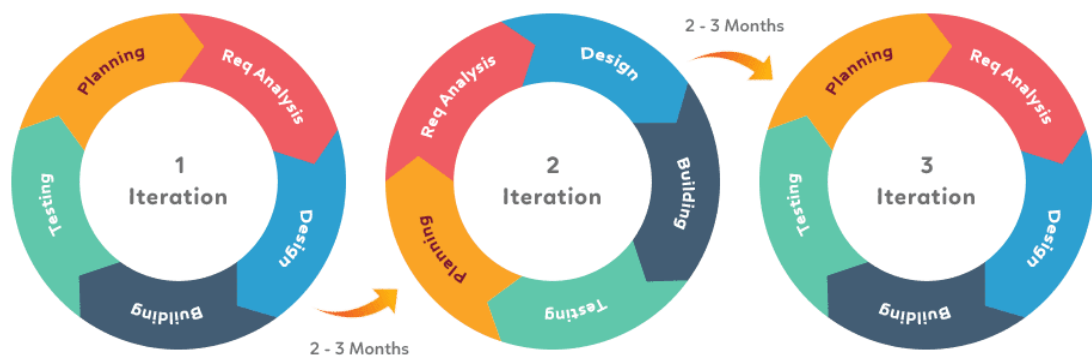 Planning
Req Analysis
Design
Building
Testing
1
Iteration
2 - 3 Months
Planning
Req Analysis
Design
Building
Testing
2
Iteration
2 - 3 Months
Planning
Req Analysis
Design
Building
Testing
3
Iteration